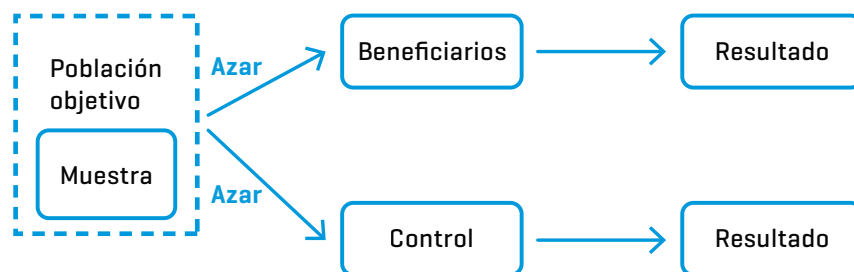 Población
objetivo
Muestra
Azar
Azar
Beneficiarios
Resultado
Control
Resultado